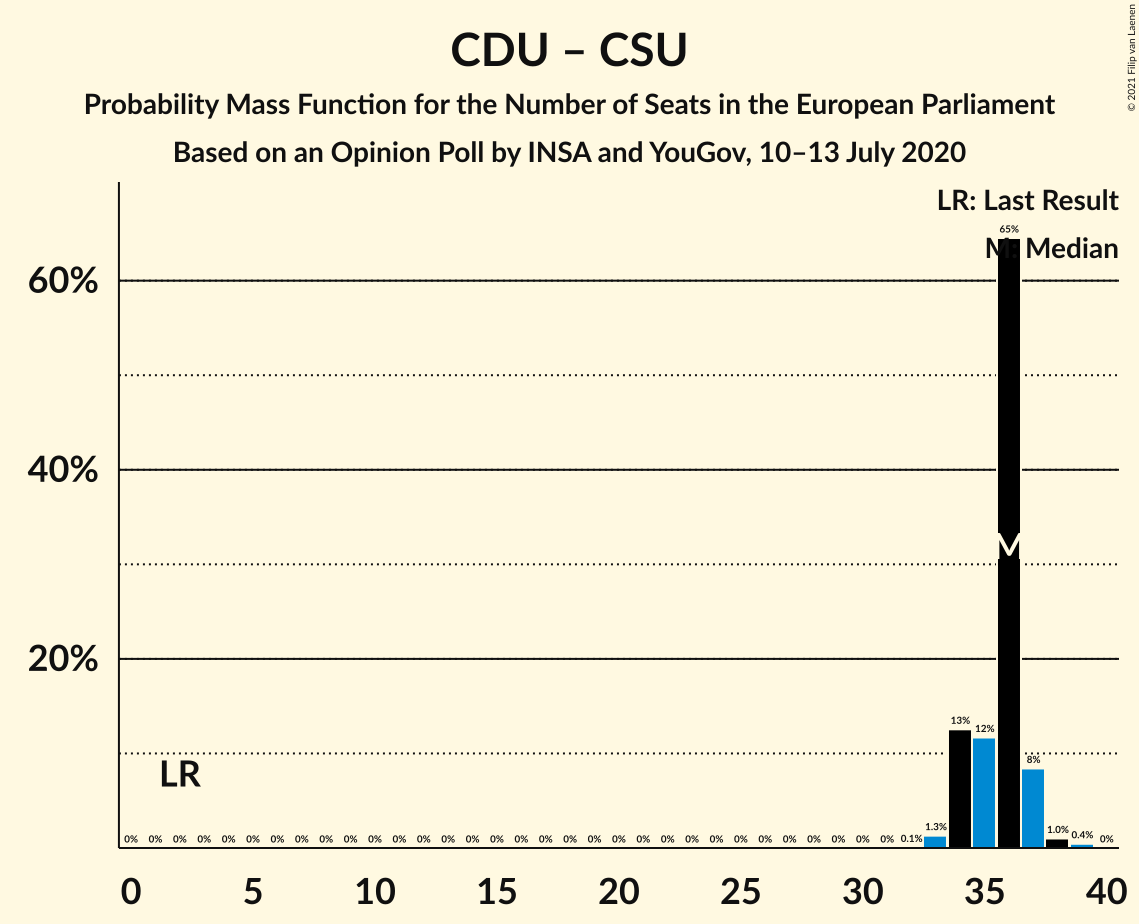 CDU – CSU
Probability Mass Function for the Number of Seats in the European Parliament
Based on an Opinion Poll by INSA and YouGov, 10–13 July 2020
© 2021 Filip van Laenen
LR: Last Result
M: Median
65%
60%
40%
M
20%
13%
12%
8%
LR
0% 0% 0% 0% 0% 0% 0% 0% 0% 0% 0% 0% 0% 0% 0% 0% 0% 0% 0% 0% 0% 0% 0% 0% 0% 0% 0% 0% 0% 0% 0% 0% 0.1% 1.3% 1.0% 0.4% 0%
0 5 10 15 20 25 30 35 40